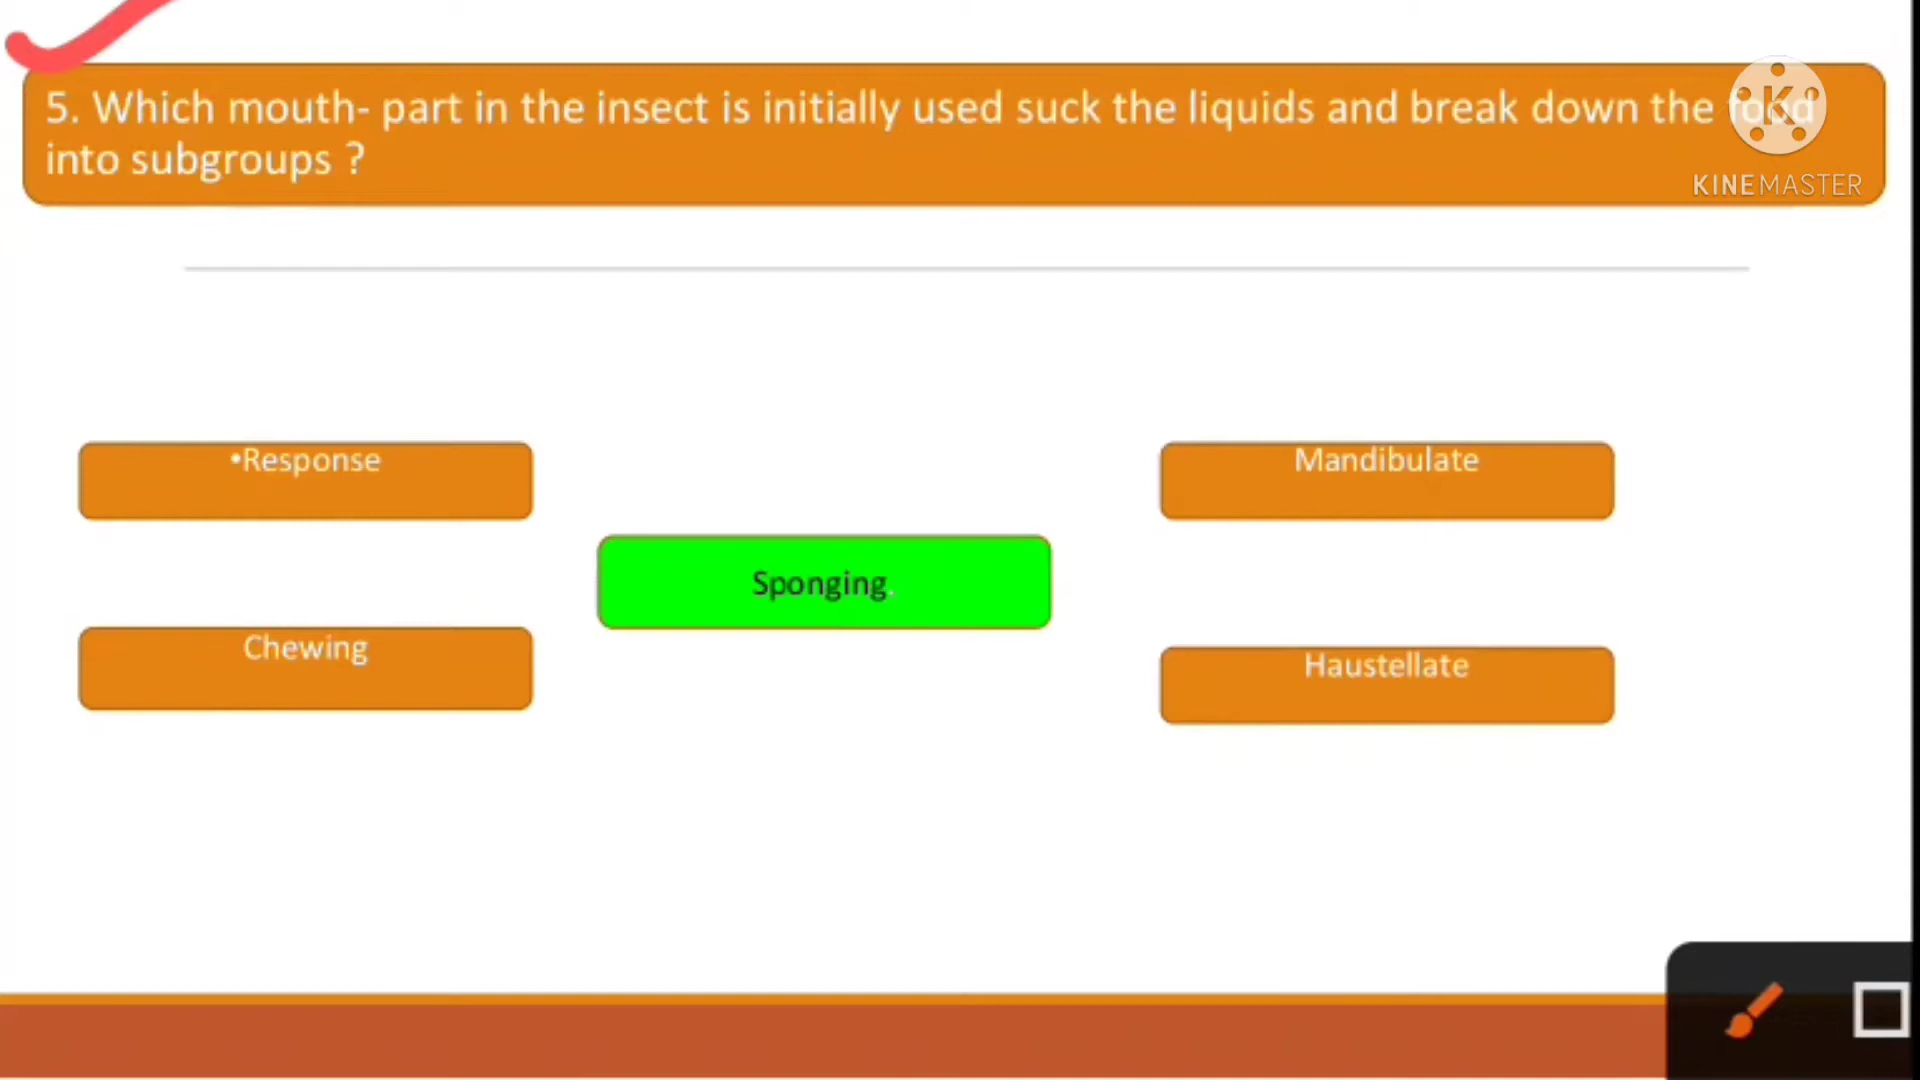 5. Which mouth- part in the insect is initially used suck the liquids and break down the food
into subgroups ?
KINEMASTER
•Response
Mandibulate
Sponging.
Chewing
Haustellate